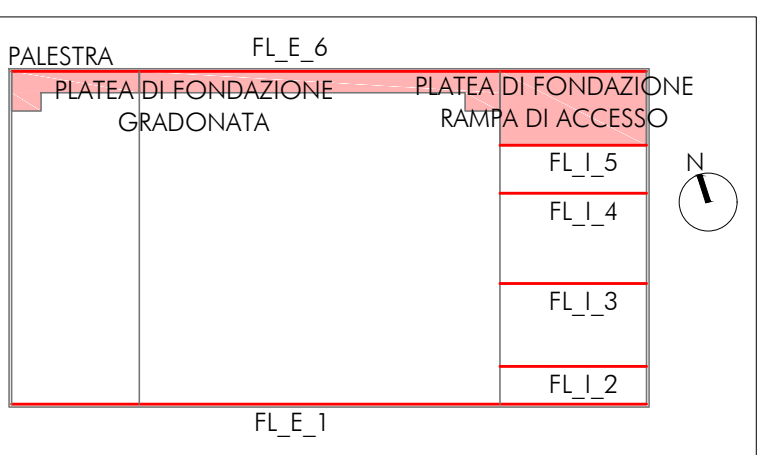 PALESTRA
FL_E_6
PLATEA DI FONDAZIONE
GRADONATA
PLATEA DI FONDAZIONE
RAMPA DI ACCESSO
FL_I_5
N
FL_I_4
FL_I_3
FL_I_2
FL_E_1